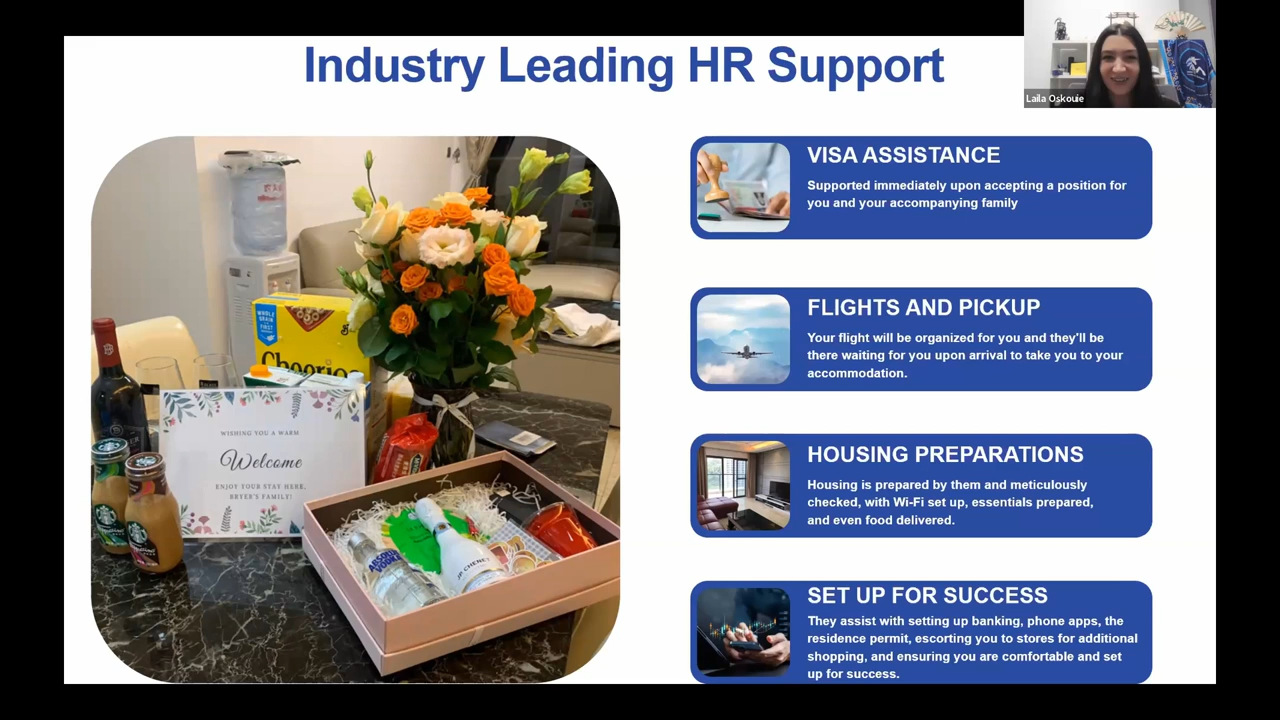 Industry Leading HR Support
Laila Oskouie
VISA ASSISTANCE
Supported immediately upon accepting a position for
you and your accompanying family
FLIGHTS AND PICKUP
Your flight will be organized for you and they'll be
there waiting for you upon arrival to take you to your
accommodation.
HOUSING PREPARATIONS
Housing is prepared by them and meticulously
checked, with Wi-Fi set up, essentials prepared,
and even food delivered.
SET UP FOR SUCCESS
They assist with setting up banking, phone apps, the
residence permit, escorting you to stores for additional
shopping, and ensuring you are comfortable and set
up for success.
WHOLE
GRAIN
FIRST
Cheerios
WISHING YOU A WARM
Welcome
ENJOY YOUR STAY HERE,
BRYER'S FAMILY!
ABSOLUT
VODKA
JP. CHENET